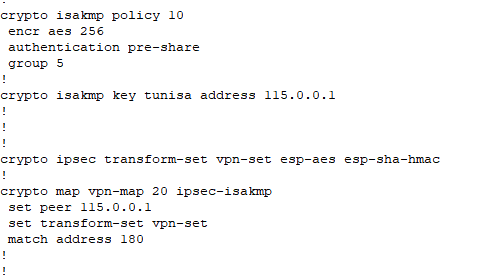 !
crypto isakmp policy 10
 encr aes 256
 authentication pre-share
 group 5
!
crypto isakmp key tunisa address 115.0.0.1
!
!
!
crypto ipsec transform-set vpn-set esp-aes esp-sha-hmac
!
crypto map vpn-map 20 ipsec-isakmp
 set peer 115.0.0.1
 set transform-set vpn-set
 match address 180
!
!